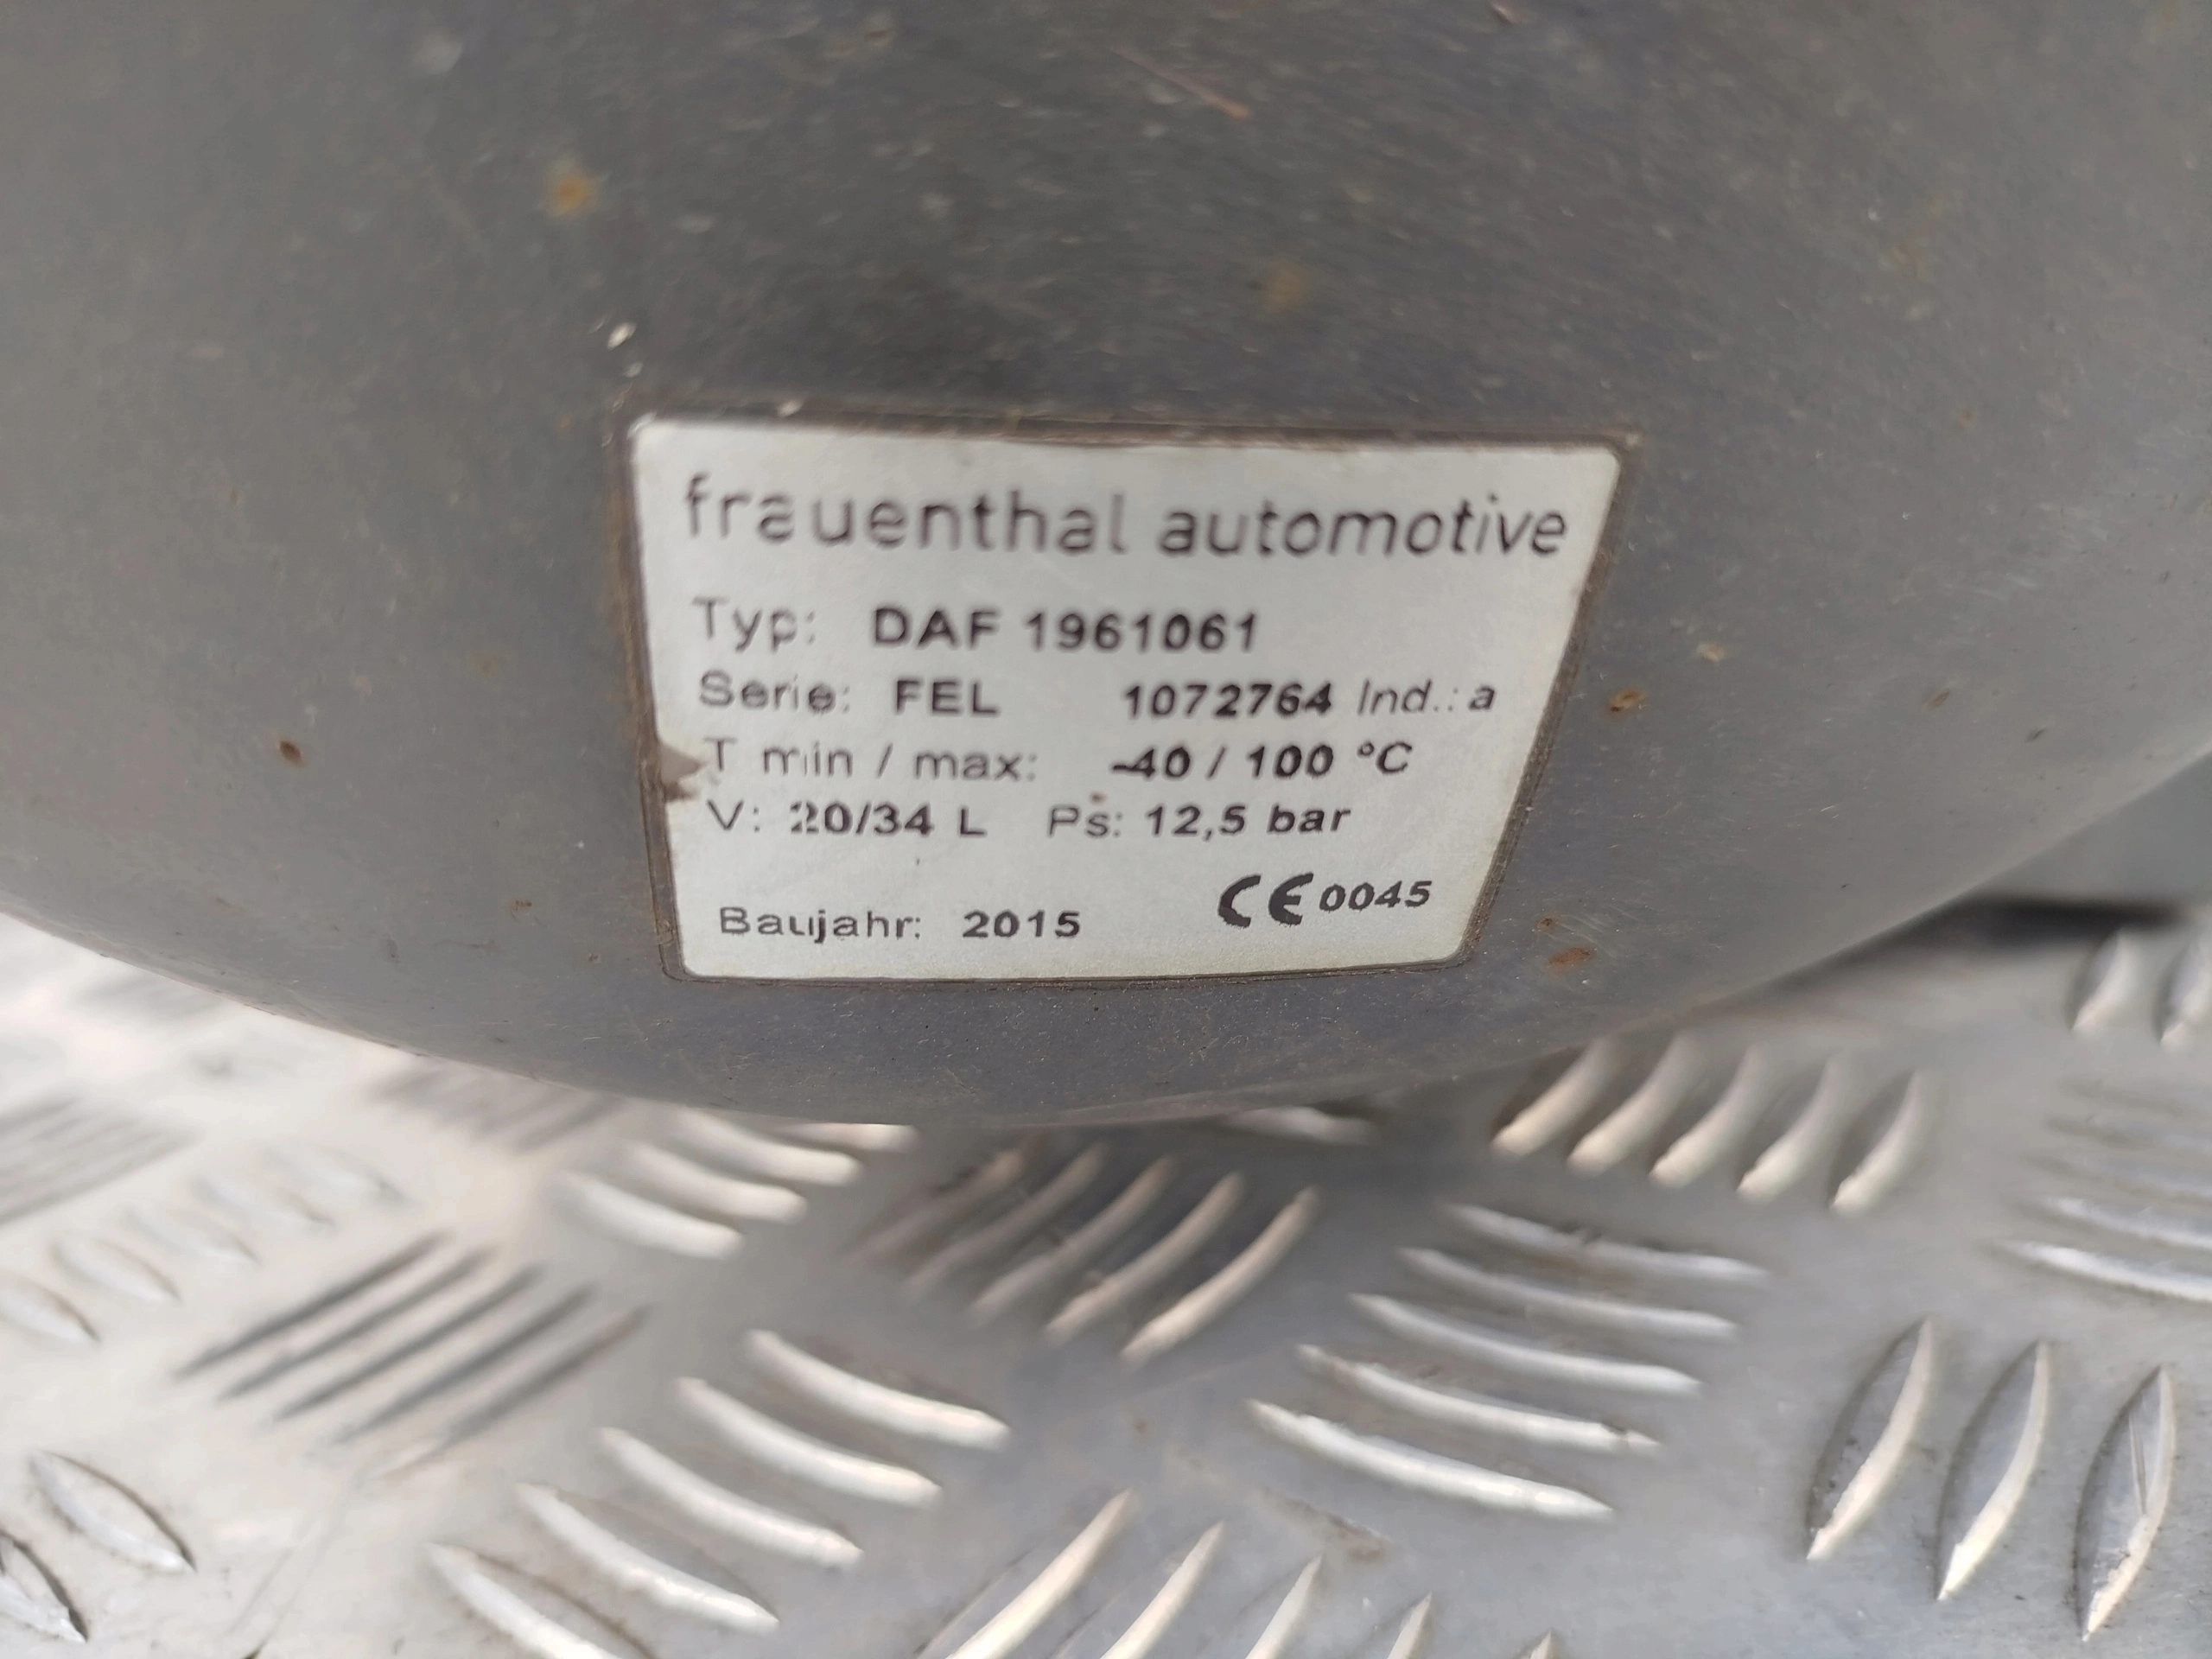 frauenthal automotive
Typ: DAF 1961061
Serie: FEL 1072764 Ind.: a
T min / max: -40 / 100 °C
V: 20/34 L Ps: 12,5 bar
Baujahr: 2015 CE 0045